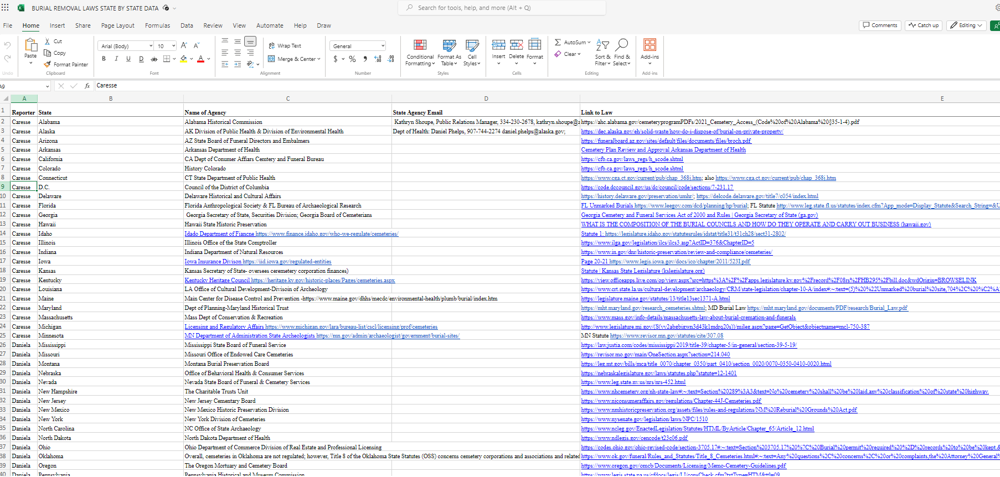 BURIAL REMOVAL LAWS STATE BY STATE DATA
Search for tools, help, and more (Alt + Q)
File Home Insert Share Page Layout Formulas Data Review View Automate Help Draw
Comments Catch up Editing
Cut
Copy
Paste
Format Painter
Undo Clipboard
Arial (Body) 10
B I U D ab
Font
Wrap Text
Merge & Center
Alignment
General
$ % 9
Number
Conditional Formatting Format As Table Cell Styles
Styles
Insert Delete Format
Cells
AutoSum
Clear
Sort & Filter Find & Select
Editing
Add-ins
Add-ins
A9 fx Caresse
A B C D E
1 Reporter State Name of Agency State Agency Email Link to Law
2 Caresse Alabama Alabama Historical Commission Kathryn Shoupe, Public Relations Manager, 334-230-2678, kathryn.shoupe@a https://ahc.alabama.gov/cemeteryprogramPDFs/2021_Cemetery_Access_(Code%20of%20Alabama%20§35-1-4).pdf
3 Caresse Alaska AK Division of Public Health & Division of Environmental Health Dept of Health: Daniel Phelps, 907-744-2274 daniel.phelps@alaska.gov; https://dec.alaska.gov/eh/solid-waste/how-do-i-dispose-of/burial-on-private-property/
4 Caresse Arizona AZ State Board of Funeral Directors and Embalmers https://funeralboard.az.gov/sites/default/files/documents/files/broch.pdf
5 Caresse Arkansas Arkansas Department of Health Cemetery Plan Review and Approval Arkansas Department of Health
6 Caresse California CA Dept of Conumer Affiars Cemtery and Funeral Bureau https://cfb.ca.gov/laws_regs/h_scode.shtml
7 Caresse Colorado History Colorado https://cfb.ca.gov/laws_regs/h_scode.shtml
8 Caresse Connecticut CT State Department of Public Health https://www.cga.ct.gov/current/pub/chap_368j.htm; also https://www.cga.ct.gov/current/pub/chap_368j.htm
9 Caresse D.C. Council of the District of Columbia https://code.dccouncil.gov/us/dc/council/code/sections/7-231.17
10 Caresse Delaware Delaware Historical and Cultural Affairs https://history.delaware.gov/preservation/umhr/; https://delcode.delaware.gov/title7/c054/index.html
11 Caresse Florida Florida Anthropological Society & FL Bureau of Archaeological Research FL Unmarked Burials https://www.leegov.com/dcd/planning/hp/burial; FL Statute http://www.leg.state.fl.us/statutes/index.cfm?App_mode=Display_Statute&Search_String=&U
12 Caresse Georgia Georgia Secretary of State, Securities Division; Georgia Board of Cemeterians Georgia Cemetery and Funeral Services Act of 2000 and Rules | Georgia Secretary of State (ga.gov)
13 Caresse Hawaii Hawaii State Historic Preservation WHAT IS THE COMPOSITION OF THE BURIAL COUNCILS AND HOW DO THEY OPERATE AND CARRY OUT BUSINESS (hawaii.gov)
14 Caresse Idaho Idado Department of Fiancne https://www.finance.idaho.gov/who-we-regulate/cemeteries/ Statute 1: https://legislature.idaho.gov/statutesrules/idstat/title31/t31ch28/sect31-2802/
15 Caresse Illinois Illinois Office of the State Comptroller https://www.ilga.gov/legislation/ilcs/ilcs3.asp?ActID=376&ChapterID=5
16 Caresse Indiana Indiana Department of Natural Resources https://www.in.gov/dnr/historic-preservation/review-and-compliance/cemeteries/
17 Caresse Iowa Iowa Insurance Divison https://iid.iowa.gov/regulated-entities Page 20-21 https://www.legis.iowa.gov/docs/ico/chapter/2011/523I.pdf
18 Caresse Kansas Kansas Secretary of State- oversees ceremetery corporation finances) Statute | Kansas State Legislature (kslegislature.org)
19 Caresse Kentucky Kentucky Heritage Council https://heritage.ky.gov/historic-places/Pages/cemeteries.aspx https://view.officeapps.live.com/op/view.aspx?src=https%3A%2F%2Fapps.legislature.ky.gov%2Frecord%2F08rs%2FHB295%2Fbill.doc&wdOrigin=BROWSELINK
20 Caresse Louisiana LA Office of Cultural Development-Divisoin of Archeology https://www.crt.state.la.us/cultural-development/archaeology/CRM/state-legislation/chapter-10-A/index#:~:text=(5)%20%22Unmarked%20burial%20site,704%2C%20%C2%A
21 Caresse Maine Main Center for Disease Control and Prevention -https://www.maine.gov/dhhs/mecdc/environmental-health/plumb/burial/index.htm https://legislature.maine.gov/statutes/13/title13sec1371-A.html
22 Caresse Maryland Dept of Planning-Maryland Historical Trust https://mht.maryland.gov/research_cemeteries.shtml; MD Burial Law https://mht.maryland.gov/documents/PDF/research/Burial_Law.pdf
23 Caresse Massachusetts Mass Dept of Conservation & Recreation https://www.mass.gov/info-details/massachusetts-law-about-burial-cremation-and-funerals
24 Caresse Michigan Licensing and Regulatory Affairs https://www.michigan.gov/lara/bureau-list/cscl/licensing/prof/cemeteries http://www.legislature.mi.gov/(S(vv2abgbigwn3d43k1mdrq20s))/mileg.aspx?page=GetObject&objectname=mcl-750-387
25 Caresse Minnesota MN Department of Administration State Archeologists https://mn.gov/admin/archaeologist/government/burial-sites/ MN Statute https://www.revisor.mn.gov/statutes/cite/307.08
26 Daniela Mississippi Mississippi State Board of Funeral Service https://law.justia.com/codes/mississippi/2019/title-39/chapter-5/in-general/section-39-5-19/
27 Daniela Missouri Missouri Office of Endowed Care Cemeteries https://revisor.mo.gov/main/OneSection.aspx?section=214.040
28 Daniela Montana Montana Burial Preservation Board https://leg.mt.gov/bills/mca/title_0070/chapter_0350/part_0410/section_0020/0070-0350-0410-0020.html
29 Daniela Nebraska Office of Behavioral Health & Consumer Services https://nebraskalegislature.gov/laws/statutes.php?statute=12-1401
30 Daniela Nevada Nevada State Board of Funeral & Cemetery Services https://www.leg.state.nv.us/nrs/nrs-452.html
31 Daniela New Hampshire The Charitable Trusts Unit https://www.nhcemetery.org/nh-state-law#:~:text=Section%20289%3A3&text=No%20cemetery%20shall%20be%20laid,any%20classification%20of%20state%20highway.
32 Daniela New Jersey New Jersey Cementary Board https://www.njconsumeraffairs.gov/regulations/Chapter-44J-Cemeteries.pdf
33 Daniela New Mexico New Mexico Historic Preservation Division https://www.nmhistoricpreservation.org/assets/files/rules-and-regulations/NM%20Reburial%20Grounds%20Act.pdf
34 Daniela New York New York Division of Cemeteries https://www.nysenate.gov/legislation/laws/NPC/1510
35 Daniela North Carolina NC Office of State Archaeology https://www.ncleg.gov/EnactedLegislation/Statutes/HTML/ByArticle/Chapter_65/Article_12.html
36 Daniela North Dakota North Dakota Department of Health https://www.ndlegis.gov/cencode/t23c06.pdf
37 Daniela Ohio Ohio Department of Commerce Division of Real Estate and Professional Licensing https://codes.ohio.gov/ohio-revised-code/section-3705.17#:~:text=Section%203705.17%20%7C%20Burial%20permit%20required%20%2D%20records%20to%20be%20kept.&
38 Daniela Oklahoma Overall, cemeteries in Oklahoma are not regulated; however, Title 8 of the Oklahoma State Statutes (OSS) concerns cemetery corporations and associations and related https://www.ok.gov/funeral/Rules_and_Statutes/Title_8_Cemeteries.html#:~:text=Any%20questions%2C%20concerns%2C%20or%20complaints,the%20Attorney%20General%
39 Daniela Oregon The Oregon Mortuary and Cemetery Board https://www.oregon.gov/omcb/Documents/Licensing/Memo-Cemetery-Guidelines.pdf
40 Daniela Pennsylvania Pennsylvania Historical and Museum Commission https://www.legis.state.pa.us/cfdocs/legis/LI/consCheck.cfm?txtType=HTM&ttl=09